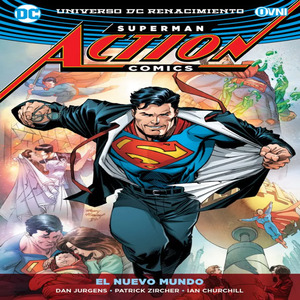 UNIVERSO DC RENACIMIENTO
DC
OVNI
SUPERMAN
ACTION
COMICS
EL NUEVO MUNDO
DAN JURGENS • PATRICK ZIRCHER • IAN CHURCHILL